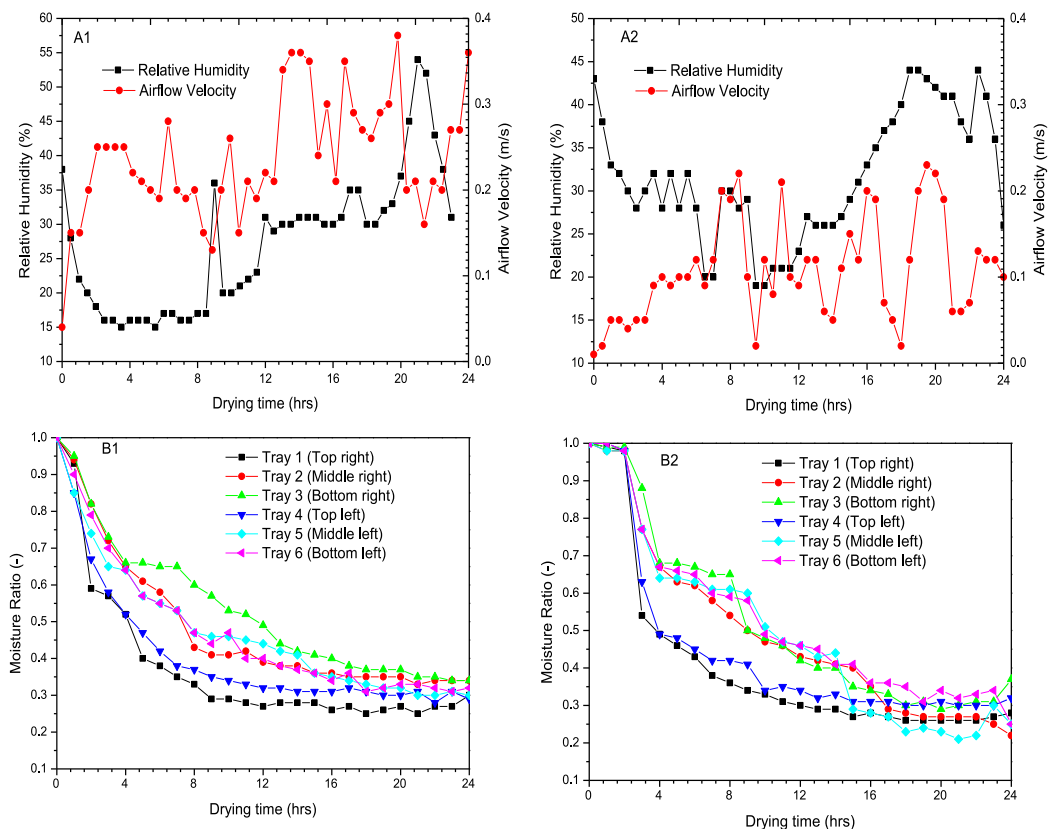 A1
Relative Humidity
Airflow Velocity
60
55
50
45
40
35
30
25
20
15
10
Relative Humidity (%)
0.4
0.3
0.2
0.1
0.0
Airflow Velocity (m/s)
0 4 8 12 16 20 24
Drying time (hrs)
A2
Relative Humidity
Airflow Velocity
50
45
40
35
30
25
20
15
10
Relative Humidity (%)
0.4
0.3
0.2
0.1
0.0
Airflow Velocity (m/s)
0 4 8 12 16 20 24
Drying time (hrs)
B1
Tray 1 (Top right)
Tray 2 (Middle right)
Tray 3 (Bottom right)
Tray 4 (Top left)
Tray 5 (Middle left)
Tray 6 (Bottom left)
1.0
0.9
0.8
0.7
0.6
0.5
0.4
0.3
0.2
0.1
Moisture Ratio (-)
0 4 8 12 16 20 24
Drying time (hrs)
B2
Tray 1 (Top right)
Tray 2 (Middle right)
Tray 3 (Bottom right)
Tray 4 (Top left)
Tray 5 (Middle left)
Tray 6 (Bottom left)
1.0
0.9
0.8
0.7
0.6
0.5
0.4
0.3
0.2
0.1
Moisture Ratio (-)
0 4 8 12 16 20 24
Drying time (hrs)